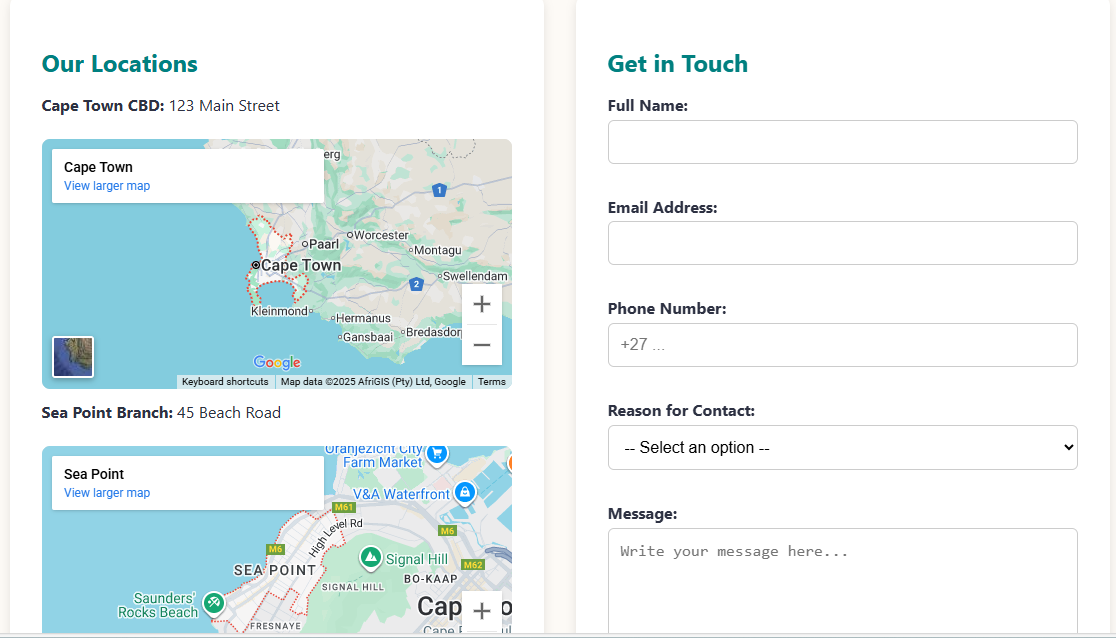 Our Locations
Cape Town CBD: 123 Main Street
Cape Town
View larger map
erg
1
Worcester
Paarl
Montagu
Cape Town
Swellendam
2
Kleinmond
Hermanus
Bredasdor
Gansbaai
Google
Keyboard shortcuts
Map data ©2025 AfriGIS (Pty) Ltd, Google
Terms
Sea Point Branch: 45 Beach Road
Sea Point
View larger map
Oranjezicht City
Farm Market
V&A Waterfront
M61
High Level Rd
M6
M6
Signal Hill
M62
SEA POINT
BO-KAAP
SIGNAL HILL
Saunders'
Rocks Beach
Cap
o
FRESNAYE
Get in Touch
Full Name:
Email Address:
Phone Number:
+27 ...
Reason for Contact:
-- Select an option --
Message:
Write your message here...